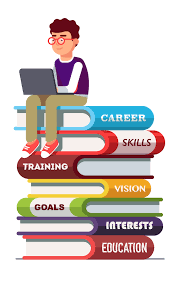 CAREER
SKILLS
TRAINING
VISION
GOALS
INTERESTS
EDUCATION